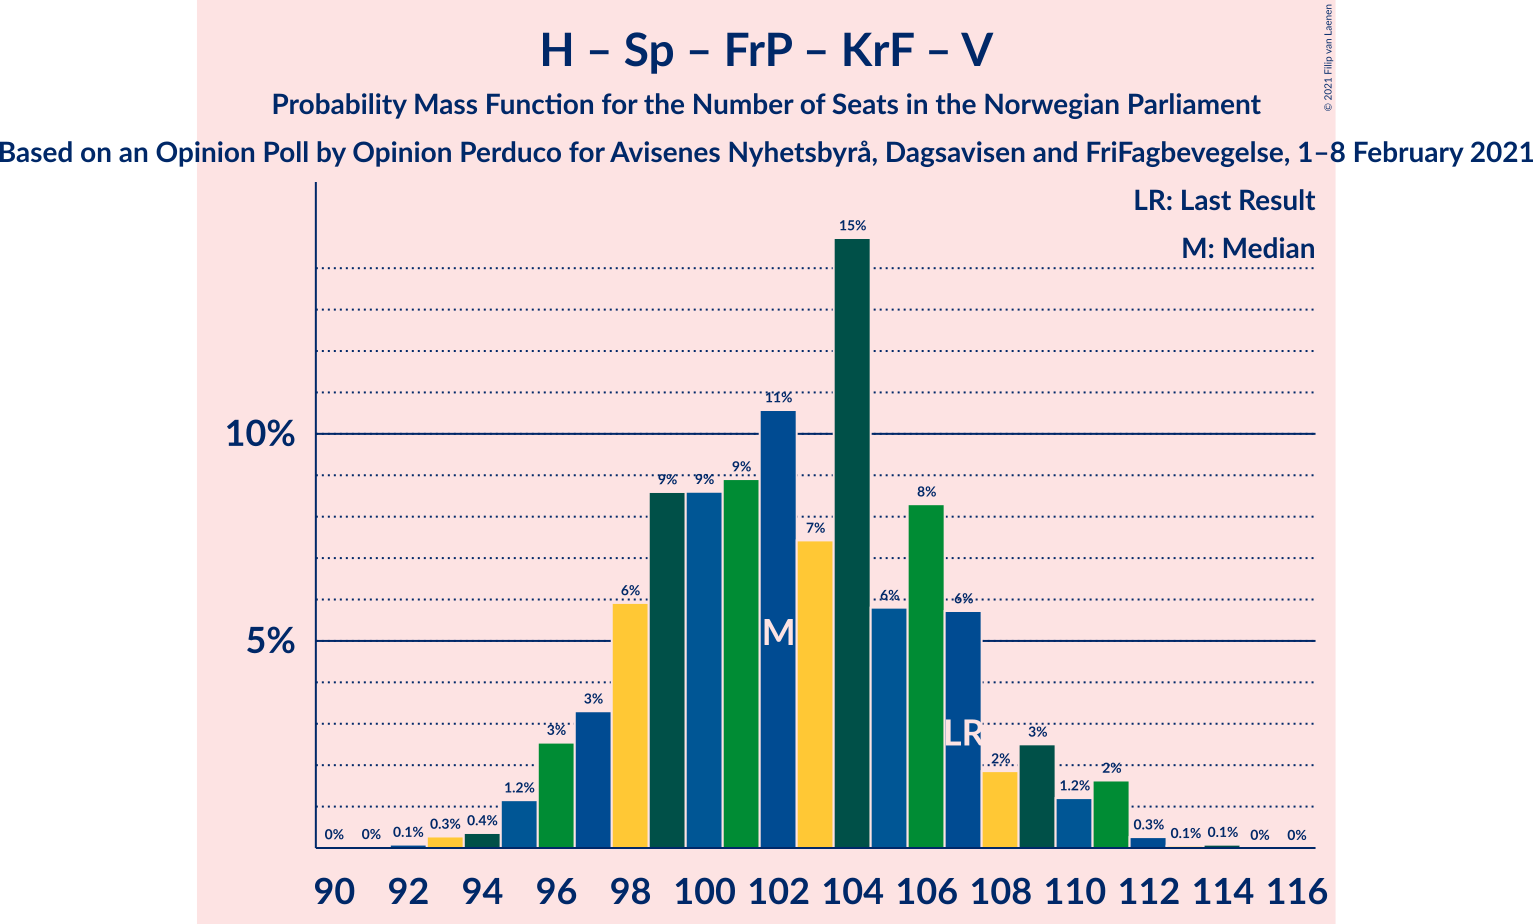 H – Sp – FrP – KrF – V
Probability Mass Function for the Number of Seats in the Norwegian Parliament
Based on an Opinion Poll by Opinion Perduco for Avisenes Nyhetsbyrå, Dagsavisen and FriFagbevegelse, 1–8 February 2021
© 2021 Filip van Laenen
LR: Last Result
M: Median
10%
5%
0% 0% 0.1% 0.3% 0.4% 1.2% 3% 3% 6% 9% 9% 9% 11% 7% 15% 6% 8% 6% 2% 3% 1.2% 2% 0.3% 0.1% 0.1% 0% 0%
M
LR
90 92 94 96 98 100 102 104 106 108 110 112 114 116